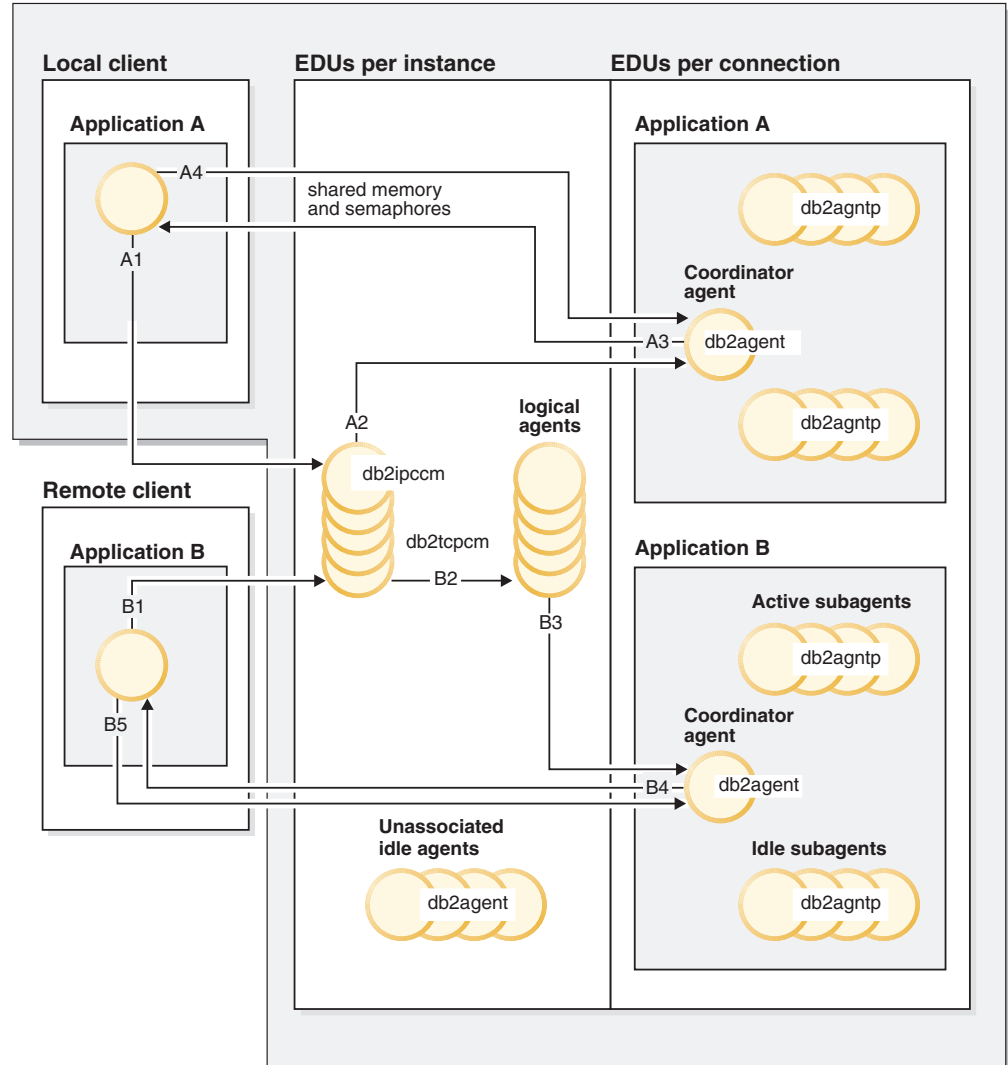 Local client
EDUs per instance
EDUs per connection
Application A
Application A
A4
shared memory
and semaphores
db2agntp
A1
Coordinator
agent
A3
db2agent
A2
logical
agents
db2agntp
db2ipccm
Remote client
db2tcpcm
Application B
Application B
B2
B1
Active subagents
B3
db2agntp
B5
Coordinator
agent
B4
db2agent
Unassociated
idle agents
Idle subagents
db2agent
db2agntp